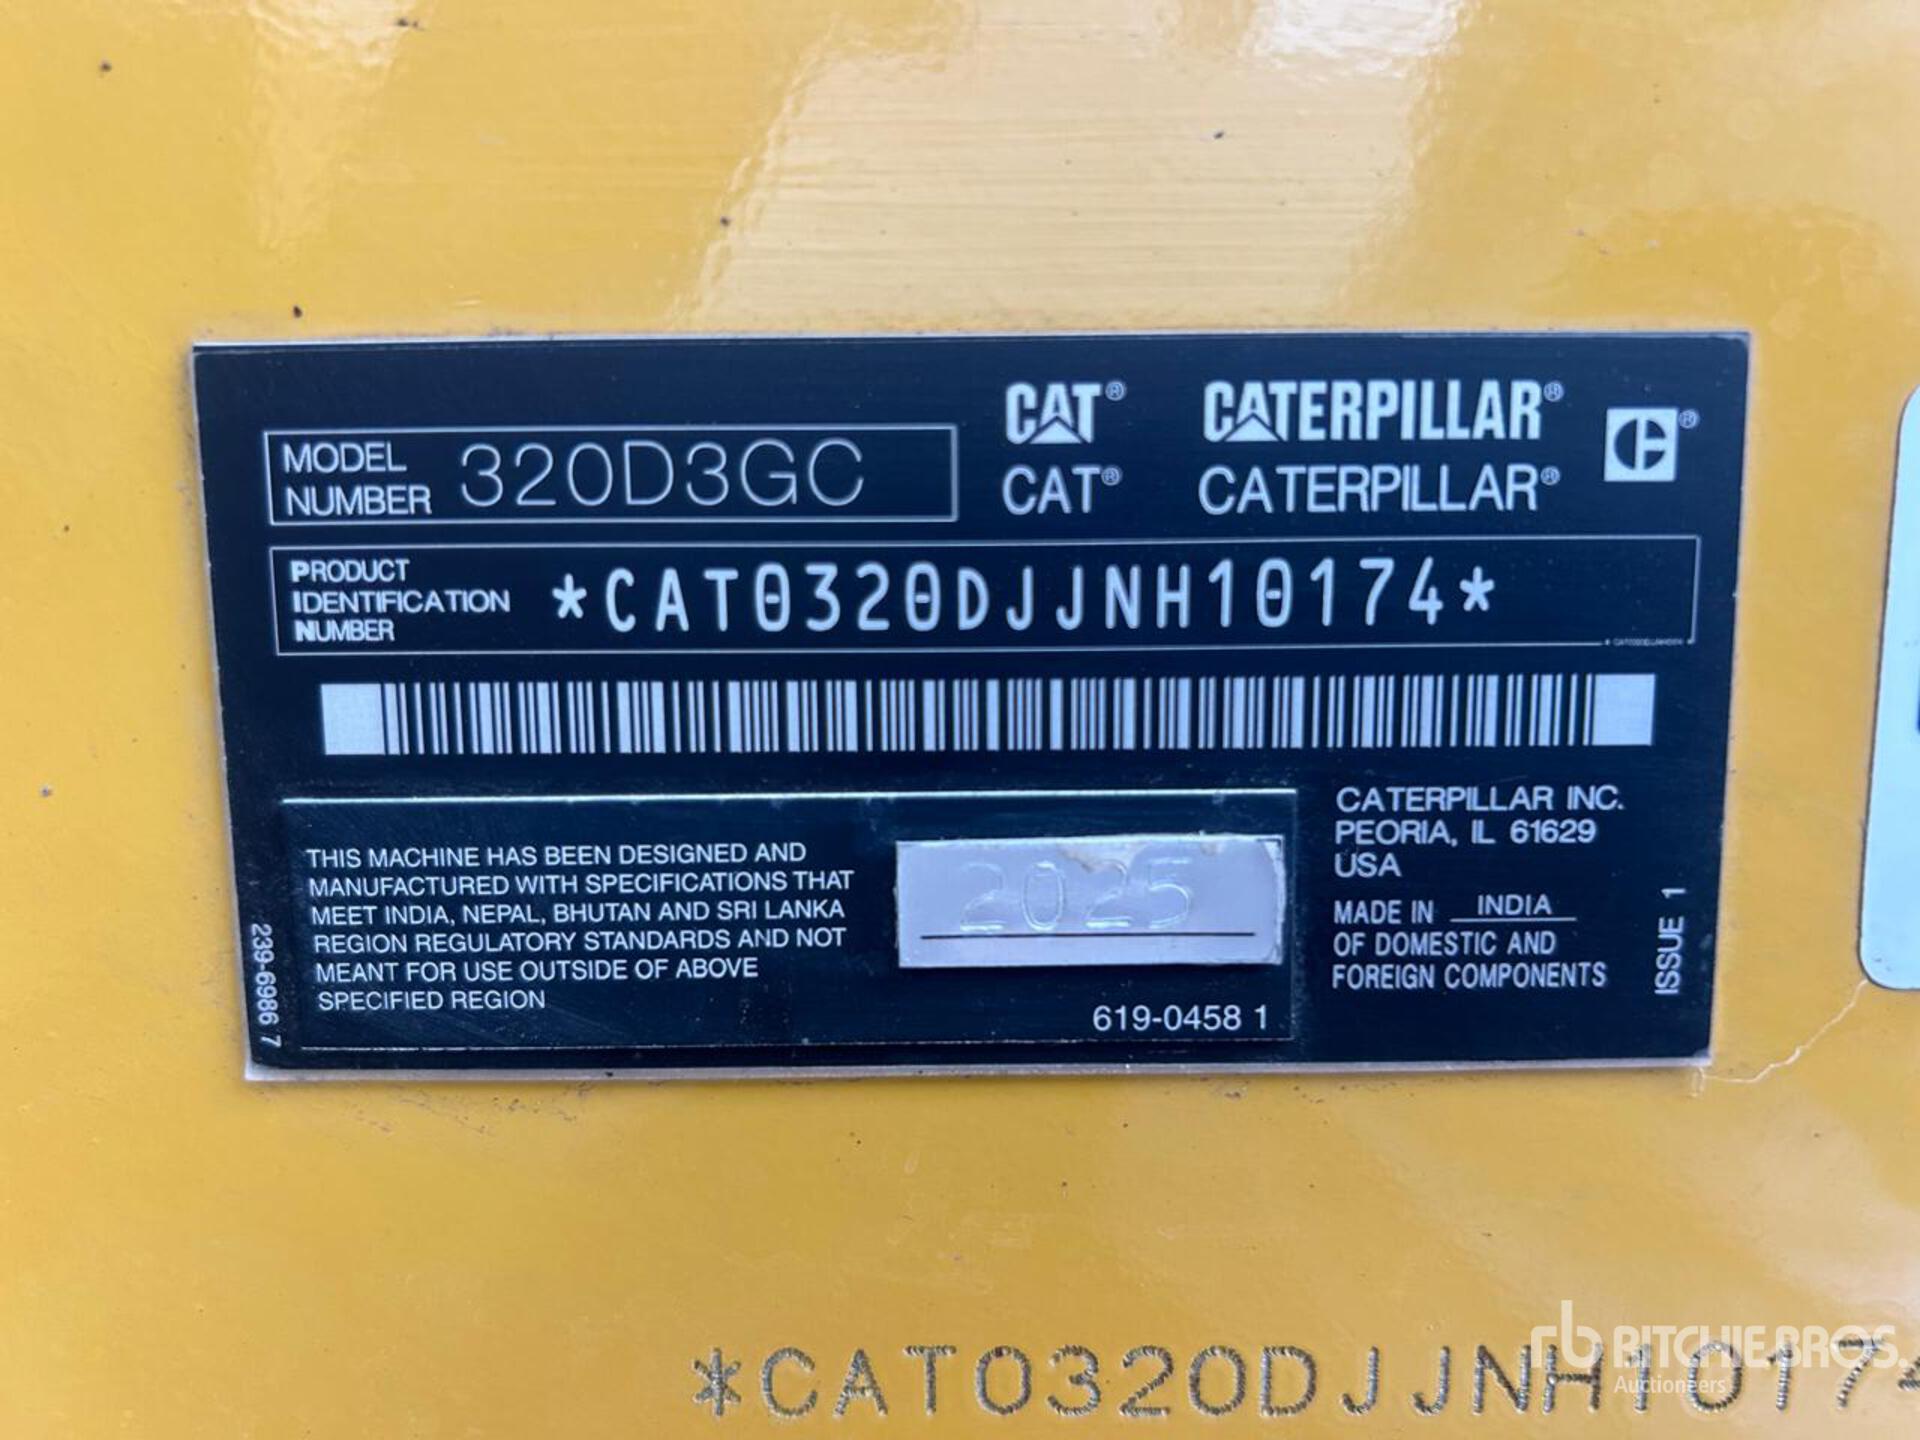 CAT® CATERPILLAR®
MODEL NUMBER 320D3GC
CAT® CATERPILLAR®
PRODUCT IDENTIFICATION NUMBER *CAT0320DJJNH10174*
THIS MACHINE HAS BEEN DESIGNED AND
MANUFACTURED WITH SPECIFICATIONS THAT
MEET INDIA, NEPAL, BHUTAN AND SRI LANKA
REGION REGULATORY STANDARDS AND NOT
MEANT FOR USE OUTSIDE OF ABOVE
SPECIFIED REGION
2025
619-0458 1
CATERPILLAR INC.
PEORIA, IL 61629
USA
MADE IN INDIA
OF DOMESTIC AND
FOREIGN COMPONENTS
ISSUE 1
239-6986 7
*CAT0320DJJNH10174
rb RITCHIE BROS.
Auctioneers